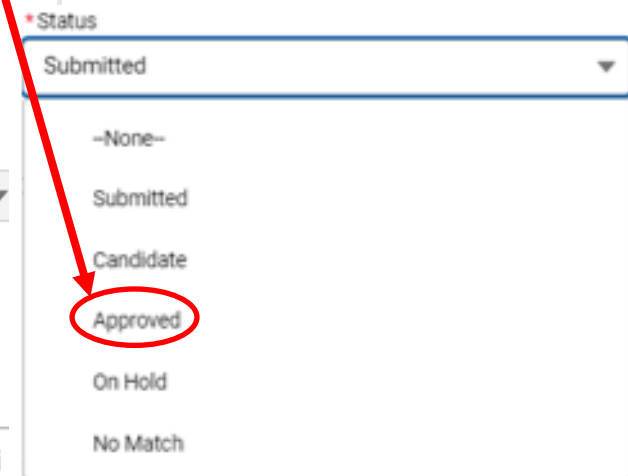 *Status
Submitted
--None--
Submitted
Candidate
Approved
On Hold
No Match